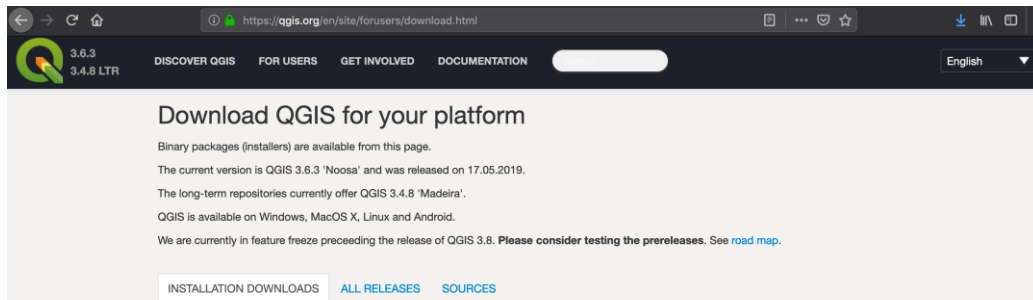 https://qgis.org/en/site/forusers/download.html
3.6.3
3.4.8 LTR
DISCOVER QGIS FOR USERS GET INVOLVED DOCUMENTATION
English
Download QGIS for your platform
Binary packages (installers) are available from this page.
The current version is QGIS 3.6.3 'Noosa' and was released on 17.05.2019.
The long-term repositories currently offer QGIS 3.4.8 'Madeira'.
QGIS is available on Windows, MacOS X, Linux and Android.
We are currently in feature freeze preceeding the release of QGIS 3.8. Please consider testing the prereleases. See road map.
INSTALLATION DOWNLOADS ALL RELEASES SOURCES